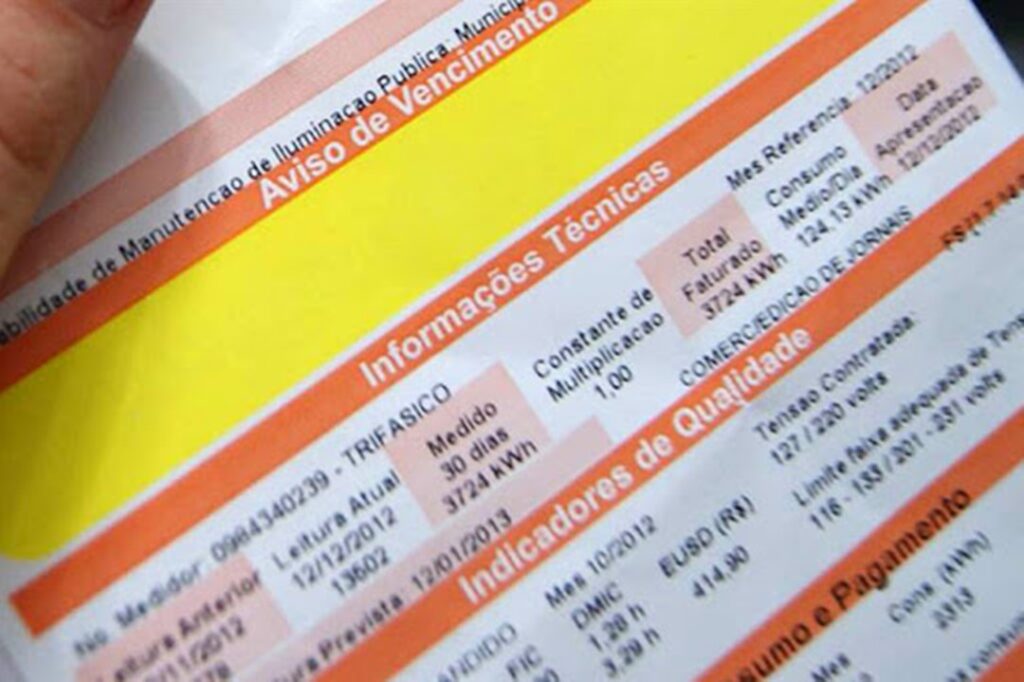 de Manutencao de Iluminacao Publica: Municip
Aviso de Vencimento
Informações Técnicas
Mes Referencia 12/2012
No. Medidor 0984340239 - TRIFASICO
Leitura Anterior
/11/2012
Leitura Atual
12/12/2012
13602
Medido
30 dias
3724 kWh
Constante de
Multiplicacao
1,00
Total
Faturado
3724 kWh
Consumo
Medio/Dia
124,13 kWh
Data
Apresentacao
12/12/2012
Prevista 12/01/2013
COMERC/EDICAO DE JORNAIS
Indicadores de Qualidade
ANDIDO
FIC
Mes 10/2012
DMIC
1,28 h
3,29 h
EUSD (R$)
414,90
Tensao Contratada:
127 / 220 volts
Limite faixa adequada de Tens
116 - 133 / 201 - 231 volts
sumo e Pagamento
Mes
Cons (kWh)
2313